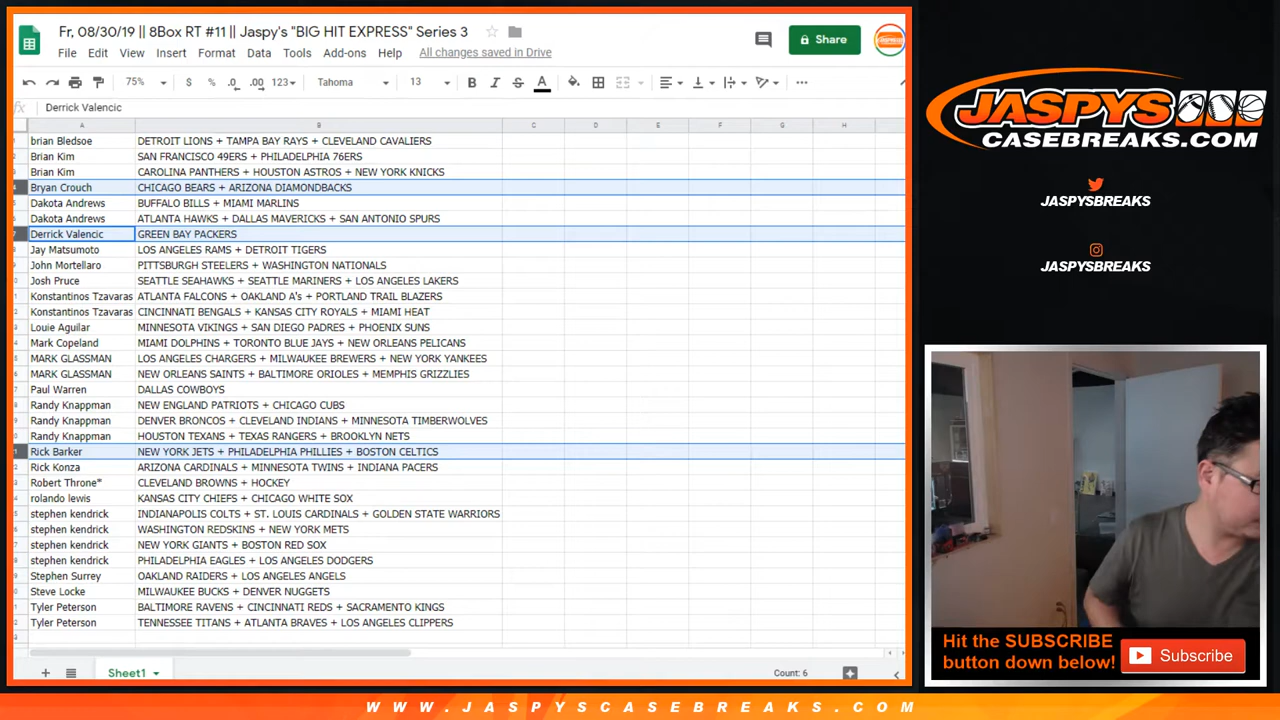 Fr, 08/30/19 || 8Box RT #11 || Jaspy's "BIG HIT EXPRESS" Series 3
File Edit View Insert Format Data Tools Add-ons Help All changes saved in Drive
Share
75% $ % .0 .00 123 Tahoma 13 B I S A
fx Derrick Valencic
A B C D E F G H
brian Bledsoe DETROIT LIONS + TAMPA BAY RAYS + CLEVELAND CAVALIERS
Brian Kim SAN FRANCISCO 49ERS + PHILADELPHIA 76ERS
Brian Kim CAROLINA PANTHERS + HOUSTON ASTROS + NEW YORK KNICKS
Bryan Crouch CHICAGO BEARS + ARIZONA DIAMONDBACKS
Dakota Andrews BUFFALO BILLS + MIAMI MARLINS
Dakota Andrews ATLANTA HAWKS + DALLAS MAVERICKS + SAN ANTONIO SPURS
Derrick Valencic GREEN BAY PACKERS
Jay Matsumoto LOS ANGELES RAMS + DETROIT TIGERS
John Mortellaro PITTSBURGH STEELERS + WASHINGTON NATIONALS
Josh Pruce SEATTLE SEAHAWKS + SEATTLE MARINERS + LOS ANGELES LAKERS
Konstantinos Tzavaras ATLANTA FALCONS + OAKLAND A's + PORTLAND TRAIL BLAZERS
Konstantinos Tzavaras CINCINNATI BENGALS + KANSAS CITY ROYALS + MIAMI HEAT
Louie Aguilar MINNESOTA VIKINGS + SAN DIEGO PADRES + PHOENIX SUNS
Mark Copeland MIAMI DOLPHINS + TORONTO BLUE JAYS + NEW ORLEANS PELICANS
MARK GLASSMAN LOS ANGELES CHARGERS + MILWAUKEE BREWERS + NEW YORK YANKEES
MARK GLASSMAN NEW ORLEANS SAINTS + BALTIMORE ORIOLES + MEMPHIS GRIZZLIES
Paul Warren DALLAS COWBOYS
Randy Knappman NEW ENGLAND PATRIOTS + CHICAGO CUBS
Randy Knappman DENVER BRONCOS + CLEVELAND INDIANS + MINNESOTA TIMBERWOLVES
Randy Knappman HOUSTON TEXANS + TEXAS RANGERS + BROOKLYN NETS
Rick Barker NEW YORK JETS + PHILADELPHIA PHILLIES + BOSTON CELTICS
Rick Konza ARIZONA CARDINALS + MINNESOTA TWINS + INDIANA PACERS
Robert Throne* CLEVELAND BROWNS + HOCKEY
rolando lewis KANSAS CITY CHIEFS + CHICAGO WHITE SOX
stephen kendrick INDIANAPOLIS COLTS + ST. LOUIS CARDINALS + GOLDEN STATE WARRIORS
stephen kendrick WASHINGTON REDSKINS + NEW YORK METS
stephen kendrick NEW YORK GIANTS + BOSTON RED SOX
stephen kendrick PHILADELPHIA EAGLES + LOS ANGELES DODGERS
Stephen Surrey OAKLAND RAIDERS + LOS ANGELES ANGELS
Steve Locke MILWAUKEE BUCKS + DENVER NUGGETS
Tyler Peterson BALTIMORE RAVENS + CINCINNATI REDS + SACRAMENTO KINGS
Tyler Peterson TENNESSEE TITANS + ATLANTA BRAVES + LOS ANGELES CLIPPERS
Sheet1 Count: 6
JASPYS
CASEBREAKS.COM
JASPYSBREAKS
JASPYSBREAKS
Hit the SUBSCRIBE
button down below!
Subscribe
WWW.JASPYSCASEBREAKS.COM